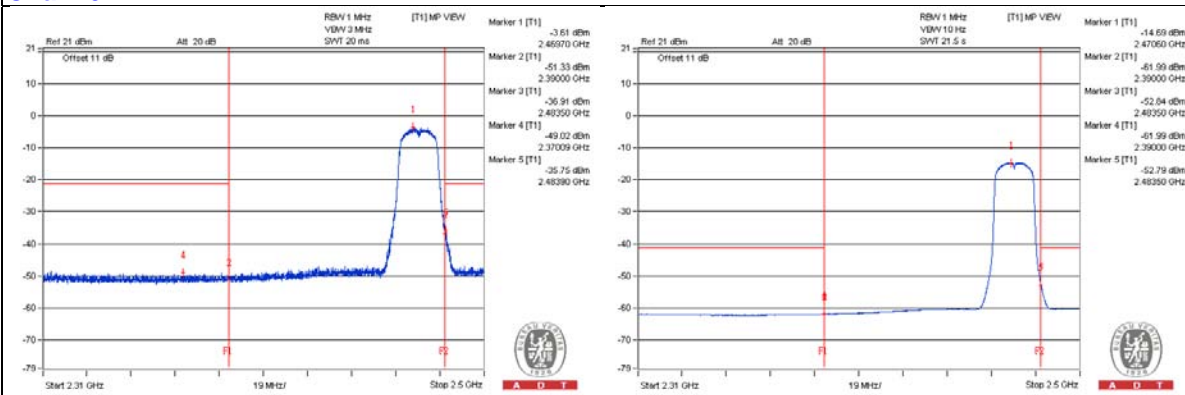 RBW 1 MHz
VBW 3 MHz
SWT 20 ms
[T1] MP VIEW
Ref 21 dBm
Att 20 dB
Offset 11 dB
Marker 1 [T1]
-3.61 dBm
2.46970 GHz
Marker 2 [T1]
-51.33 dBm
2.39000 GHz
Marker 3 [T1]
-36.91 dBm
2.48350 GHz
Marker 4 [T1]
-49.02 dBm
2.37009 GHz
Marker 5 [T1]
-35.75 dBm
2.48390 GHz
21
10
0
-10
-20
-30
-40
-50
-60
-70
-79
1
4
2
F1
F2
Start 2.31 GHz
19 MHz/
Stop 2.5 GHz
BUREAU VERITAS
1828
A D T
RBW 1 MHz
VBW 10 Hz
SWT 21.5 s
[T1] MP VIEW
Ref 21 dBm
Att 20 dB
Offset 11 dB
Marker 1 [T1]
-14.69 dBm
2.47060 GHz
Marker 2 [T1]
-61.99 dBm
2.39000 GHz
Marker 3 [T1]
-52.84 dBm
2.48350 GHz
Marker 4 [T1]
-61.99 dBm
2.39000 GHz
Marker 5 [T1]
-52.79 dBm
2.48350 GHz
21
10
0
-10
-20
-30
-40
-50
-60
-70
-79
1
F1
F2
Start 2.31 GHz
19 MHz/
Stop 2.5 GHz
BUREAU VERITAS
1828
A D T